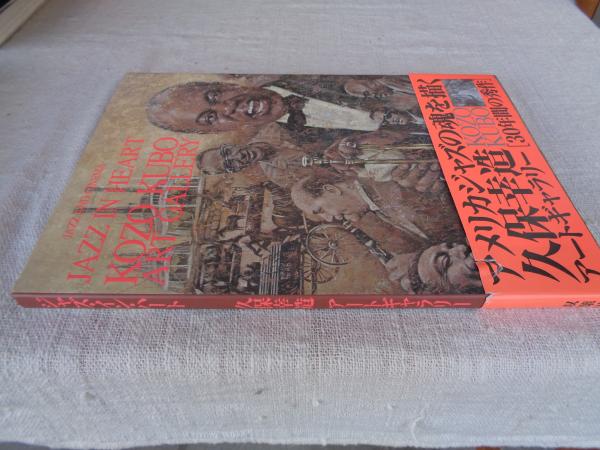 JAZZ IN HEART
KOZO KUBO
ART GALLERY
アメリカジャズの魂を描く
久保幸造
KOZO
KUBO
[30年間の秀作]
アートギャラリー
ジャズ・イン・ハート
久保幸造
アートギャラリー